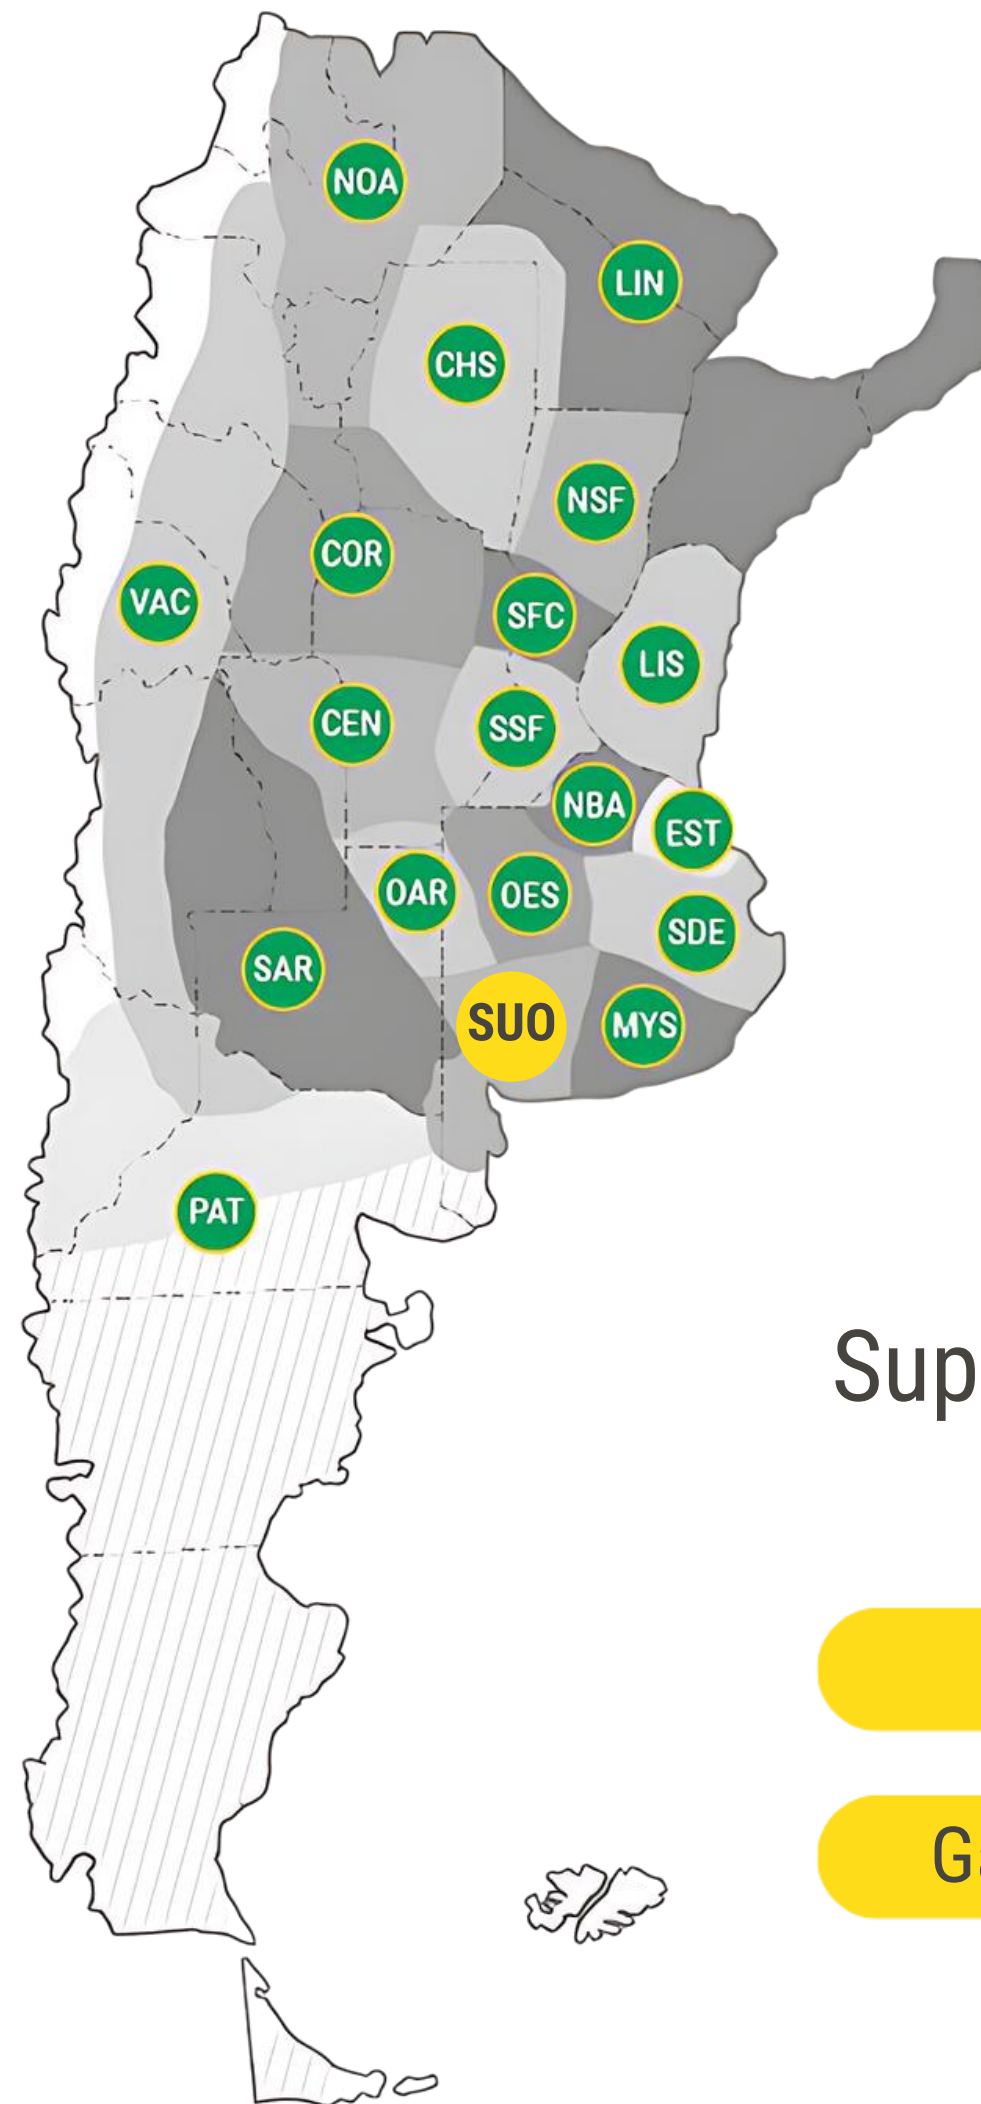 NOA
LIN
CHS
NSF
COR
VAC
SFC
LIS
CEN
SSF
NBA
EST
OAR
OES
SDE
SAR
SUO
MYS
PAT
Sup
Ga